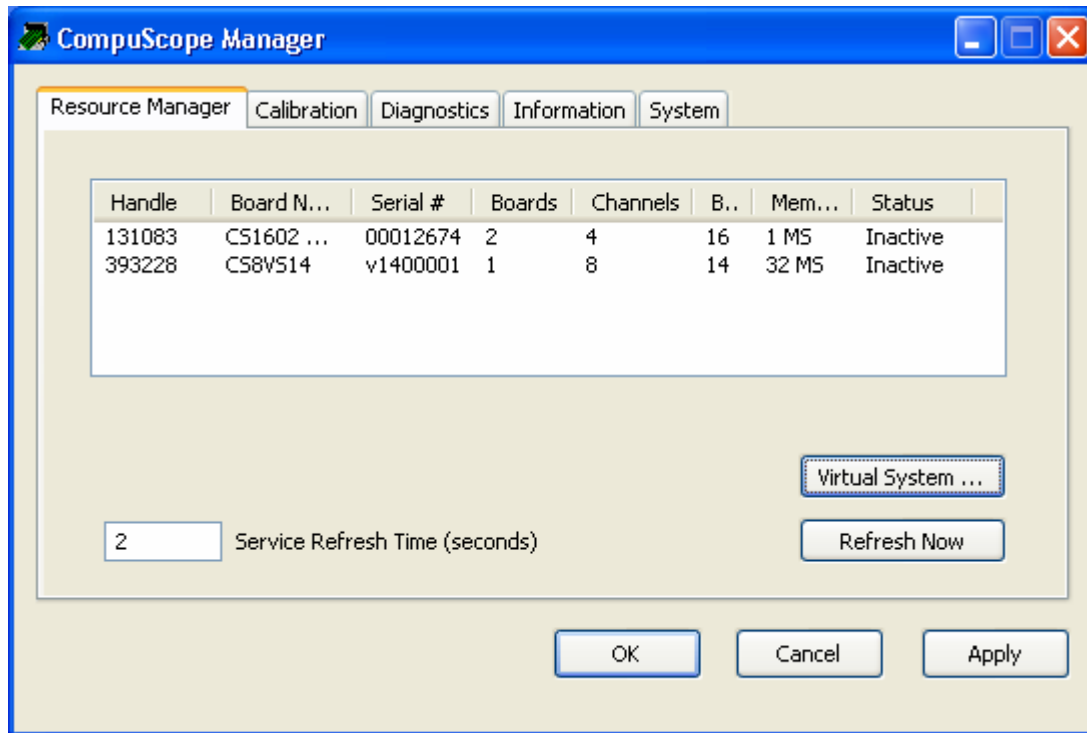 CompuScope Manager
Resource Manager Calibration Diagnostics Information System
Handle Board N... Serial # Boards Channels B.. Mem... Status
131083 CS1602 ... 00012674 2 4 16 1 MS Inactive
393228 CS8VS14 v1400001 1 8 14 32 MS Inactive
Virtual System ...
2 Service Refresh Time (seconds) Refresh Now
OK Cancel Apply